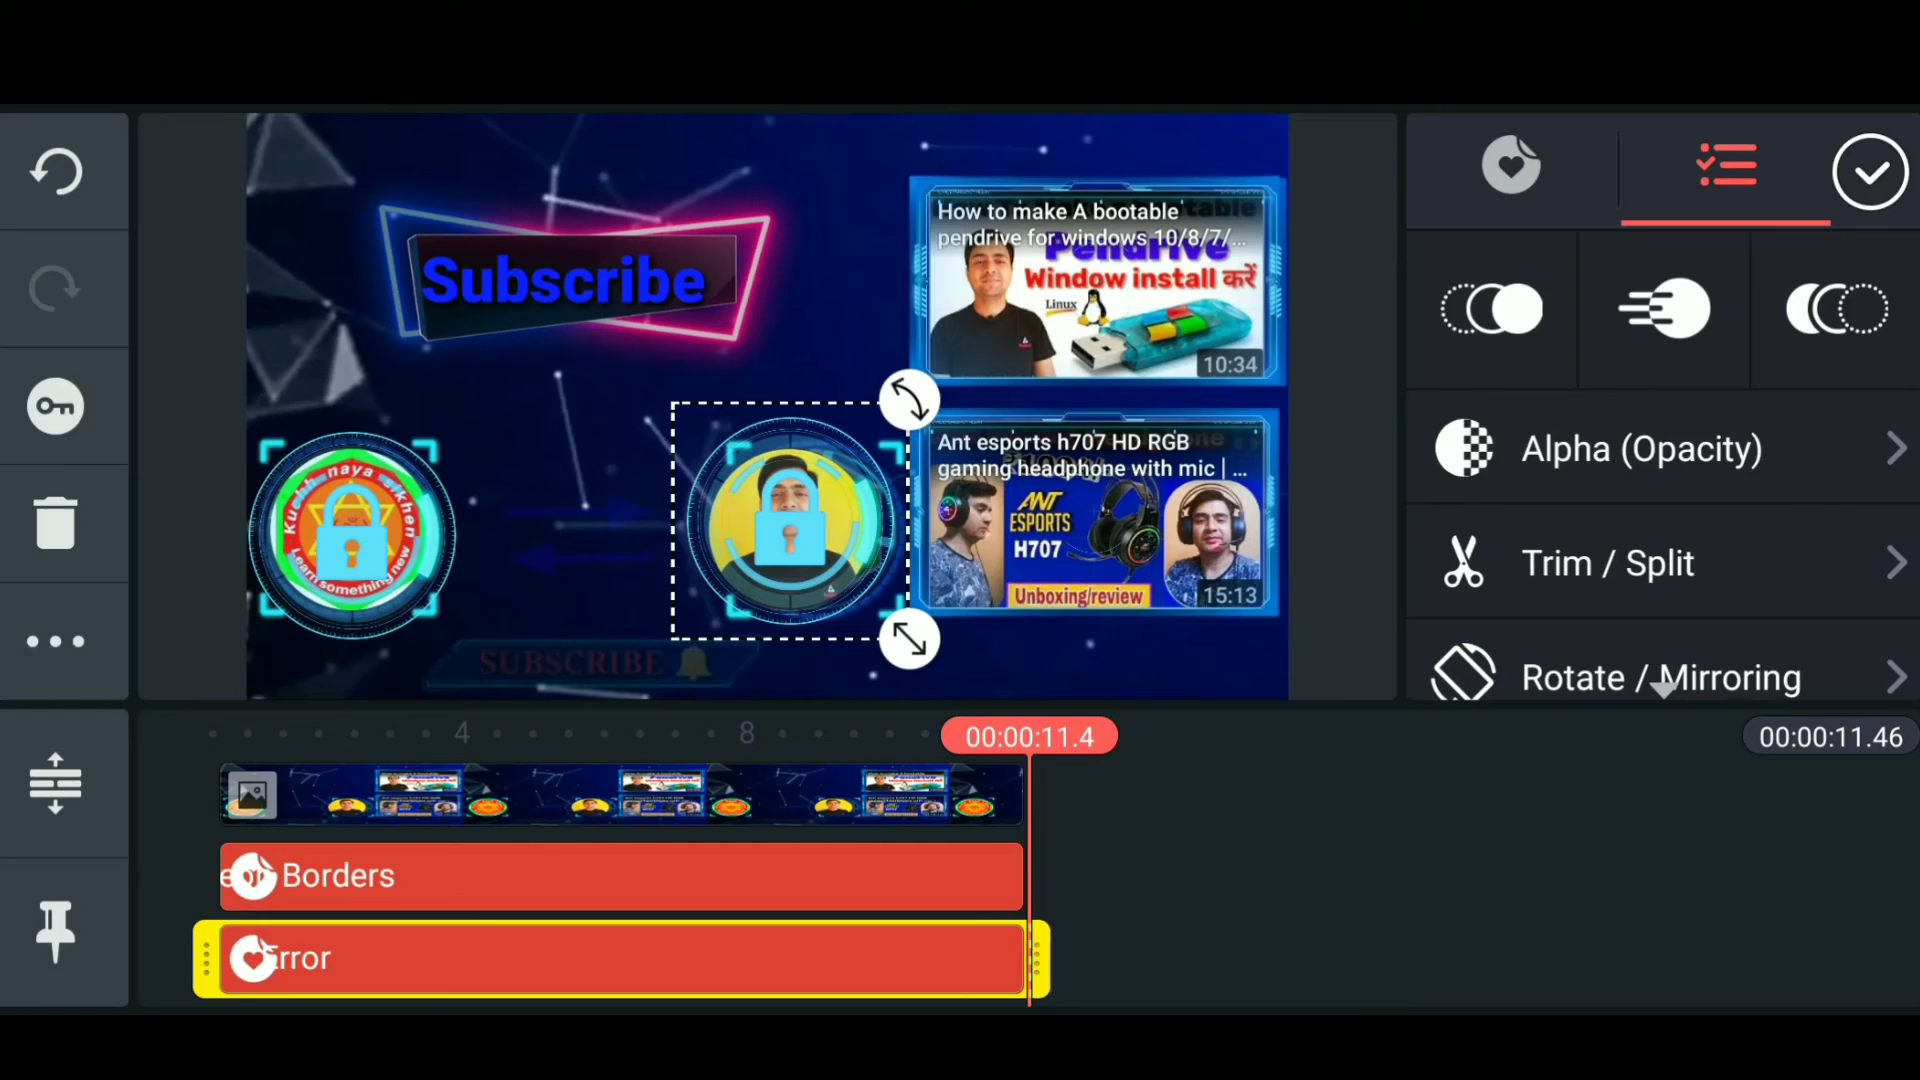 Subscribe
How to make A bootable
pendrive for windows 10/8/7/...
Pendrive
Window install करें
Linux
10:34
Kuchh naya sikhen
Learn something new
Ant esports h707 HD RGB
gaming headphone with mic | ...
ANT
ESPORTS
H707
Unboxing/review
15:13
SUBSCRIBE
Alpha (Opacity)
Trim / Split
Rotate / Mirroring
4
8
00:00:11.4
00:00:11.46
Borders
Error